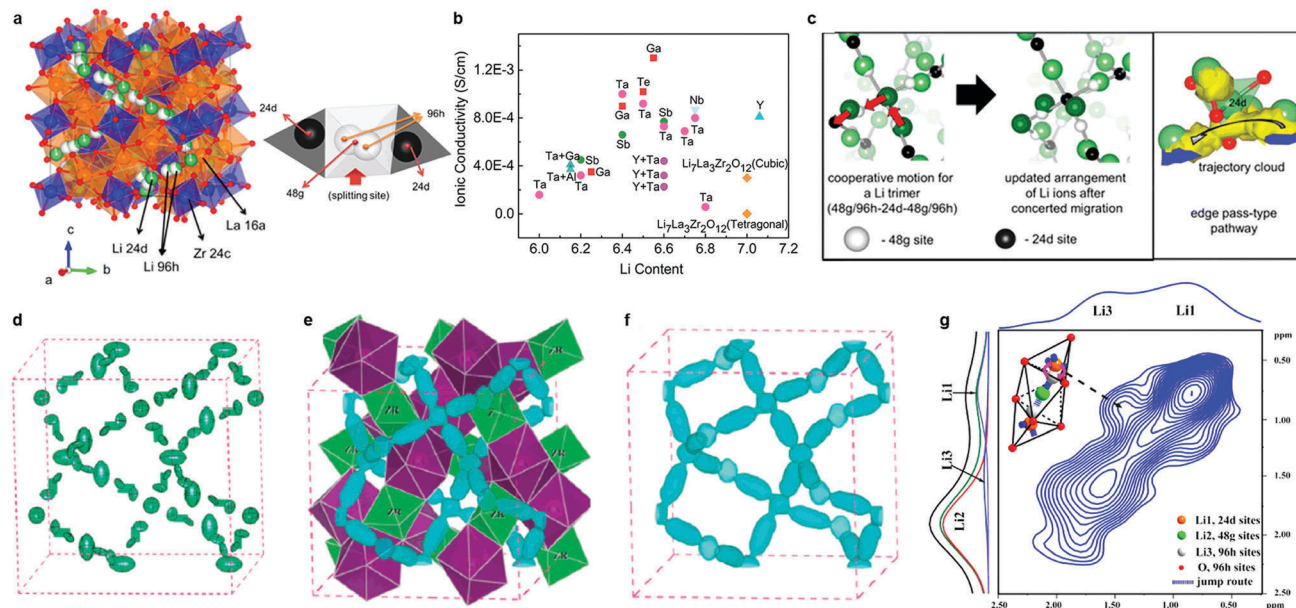 a
24d
96h
48g
(splitting site)
24d
La 16a
Li 24d
Li 96h
Zr 24c
c
b
a
b
Ionic Conductivity (S/cm)
1.2E-3
8.0E-4
4.0E-4
0.0
Ga
Ta
Te
Ga
Ta
Nb
Y
Sb
Sb
Ta
Ta
Ta
Ta+Ga
Sb
Ta+Al
Ta
Ga
Y+Ta
Y+Ta
Y+Ta
Li7La3Zr2O12(Cubic)
Ta
Ta
Li7La3Zr2O12(Tetragonal)
6.0 6.2 6.4 6.6 6.8 7.0 7.2
Li Content
c
cooperative motion for
a Li trimer
(48g/96h-24d-48g/96h)
updated arrangement
of Li ions after
concerted migration
- 48g site
- 24d site
24d
trajectory cloud
edge pass-type
pathway
d
e
ZR
ZR
ZR
ZR
ZR
f
g
Li3 Li1
ppm
0.50
1.00
1.50
2.00
2.50
Li1
Li3
Li2
Li1, 24d sites
Li2, 48g sites
Li3, 96h sites
O, 96h sites
jump route
2.50 2.00 1.50 1.00 0.50 ppm